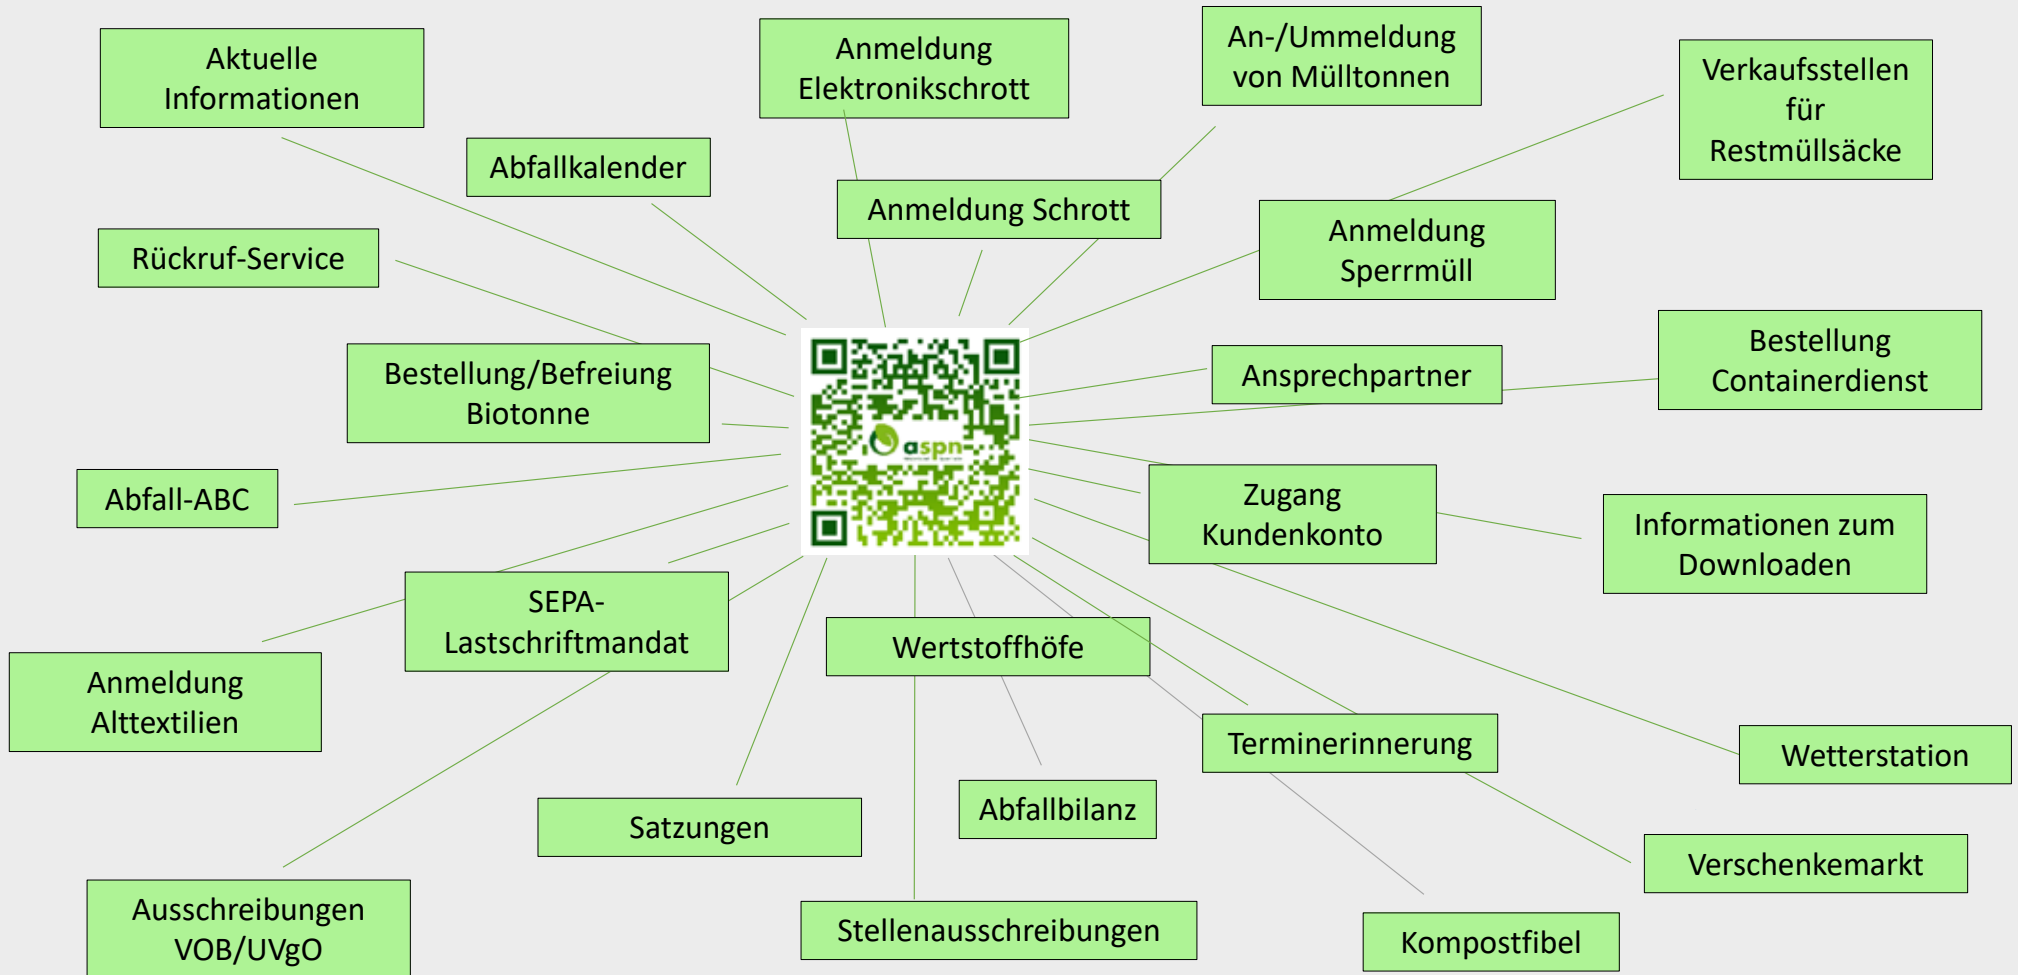 Aktuelle
Informationen
Anmeldung
Elektronikschrott
An-/Ummeldung
von Mülltonnen
Verkaufsstellen
für
Restmüllsäcke
Abfallkalender
Anmeldung Schrott
Rückruf-Service
Anmeldung
Sperrmüll
Bestellung/Befreiung
Biotonne
Ansprechpartner
Bestellung
Containerdienst
aspn
Abfall-ABC
Zugang
Kundenkonto
Informationen zum
Downloaden
SEPA-
Lastschriftmandat
Wertstoffhöfe
Anmeldung
Alttextilien
Terminerinnerung
Wetterstation
Satzungen
Abfallbilanz
Verschenkemarkt
Ausschreibungen
VOB/UVgO
Stellenausschreibungen
Kompostfibel